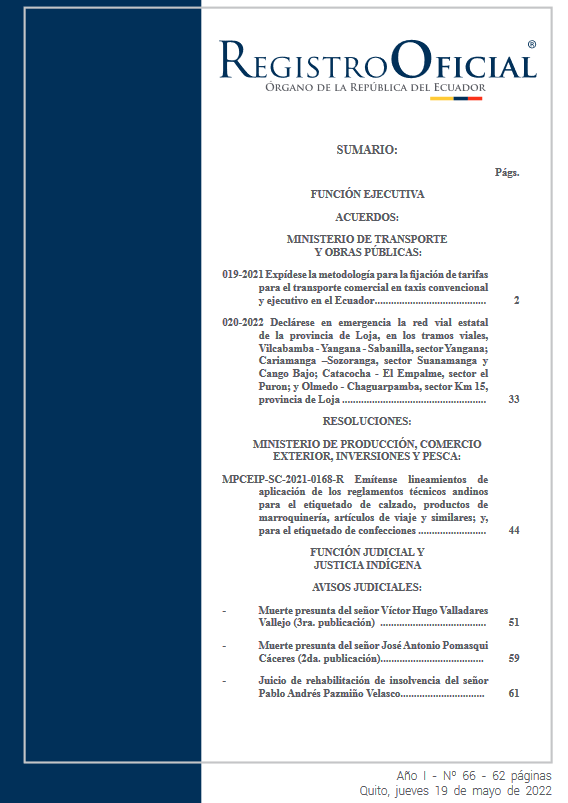 REGISTRO OFICIAL®
ÓRGANO DE LA REPÚBLICA DEL ECUADOR
SUMARIO:
Págs.
FUNCIÓN EJECUTIVA
ACUERDOS:
MINISTERIO DE TRANSPORTE
Y OBRAS PÚBLICAS:
019-2021 Expídese la metodología para la fijación de tarifas
para el transporte comercial en taxis convencional
y ejecutivo en el Ecuador......................................... 2
020-2022 Declárese en emergencia la red vial estatal
de la provincia de Loja, en los tramos viales,
Vilcabamba - Yangana - Sabanilla, sector Yangana;
Cariamanga –Sozoranga, sector Suanamanga y
Cango Bajo; Catacocha - El Empalme, sector el
Puron; y Olmedo - Chaguarpamba, sector Km 15,
provincia de Loja ..................................................... 33
RESOLUCIONES:
MINISTERIO DE PRODUCCIÓN, COMERCIO
EXTERIOR, INVERSIONES Y PESCA:
MPCEIP-SC-2021-0168-R Emítense lineamientos de
aplicación de los reglamentos técnicos andinos
para el etiquetado de calzado, productos de
marroquinería, artículos de viaje y similares; y,
para el etiquetado de confecciones ......................... 44
FUNCIÓN JUDICIAL Y
JUSTICIA INDÍGENA
AVISOS JUDICIALES:
- Muerte presunta del señor Víctor Hugo Valladares
Vallejo (3ra. publicación) ....................................... 51
- Muerte presunta del señor José Antonio Pomasqui
Cáceres (2da. publicación)...................................... 59
- Juicio de rehabilitación de insolvencia del señor
Pablo Andrés Pazmiño Velasco............................... 61
Año I - Nº 66 - 62 páginas
Quito, jueves 19 de mayo de 2022